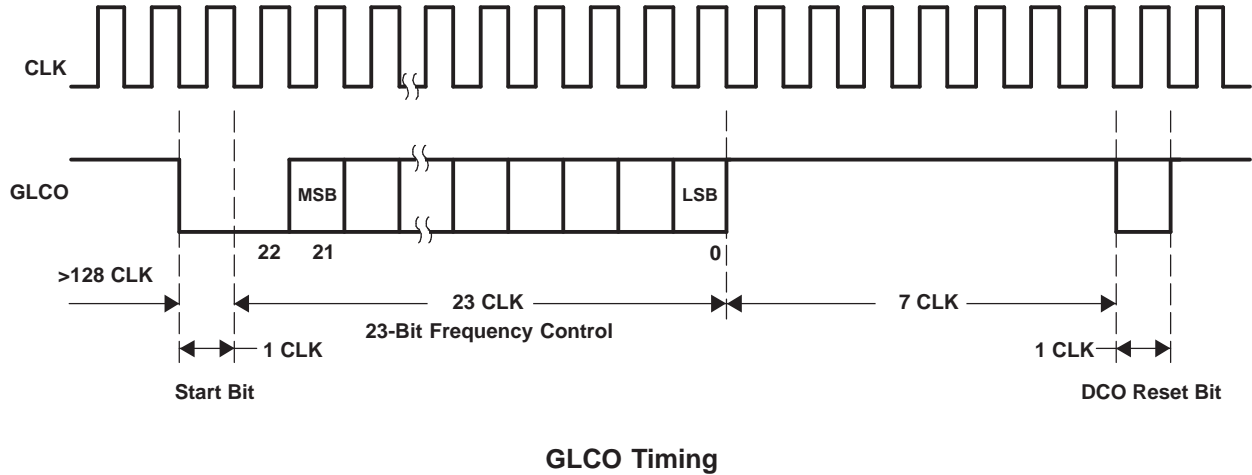 CLK
GLCO
MSB
LSB
22
21
0
>128 CLK
23 CLK
7 CLK
23-Bit Frequency Control
1 CLK
1 CLK
Start Bit
DCO Reset Bit
GLCO Timing